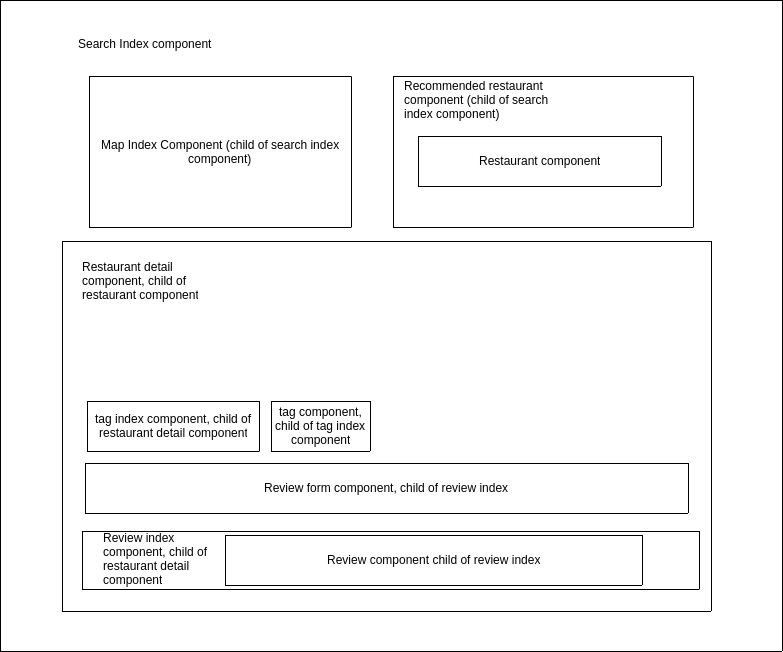 Search Index component
Map Index Component (child of search index
component)
Recommended restaurant
component (child of search
index component)
Restaurant component
Restaurant detail
component, child of
restaurant component
tag index component, child of
restaurant detail component
tag component,
child of tag index
component
Review form component, child of review index
Review index
component, child of
restaurant detail
component
Review component child of review index